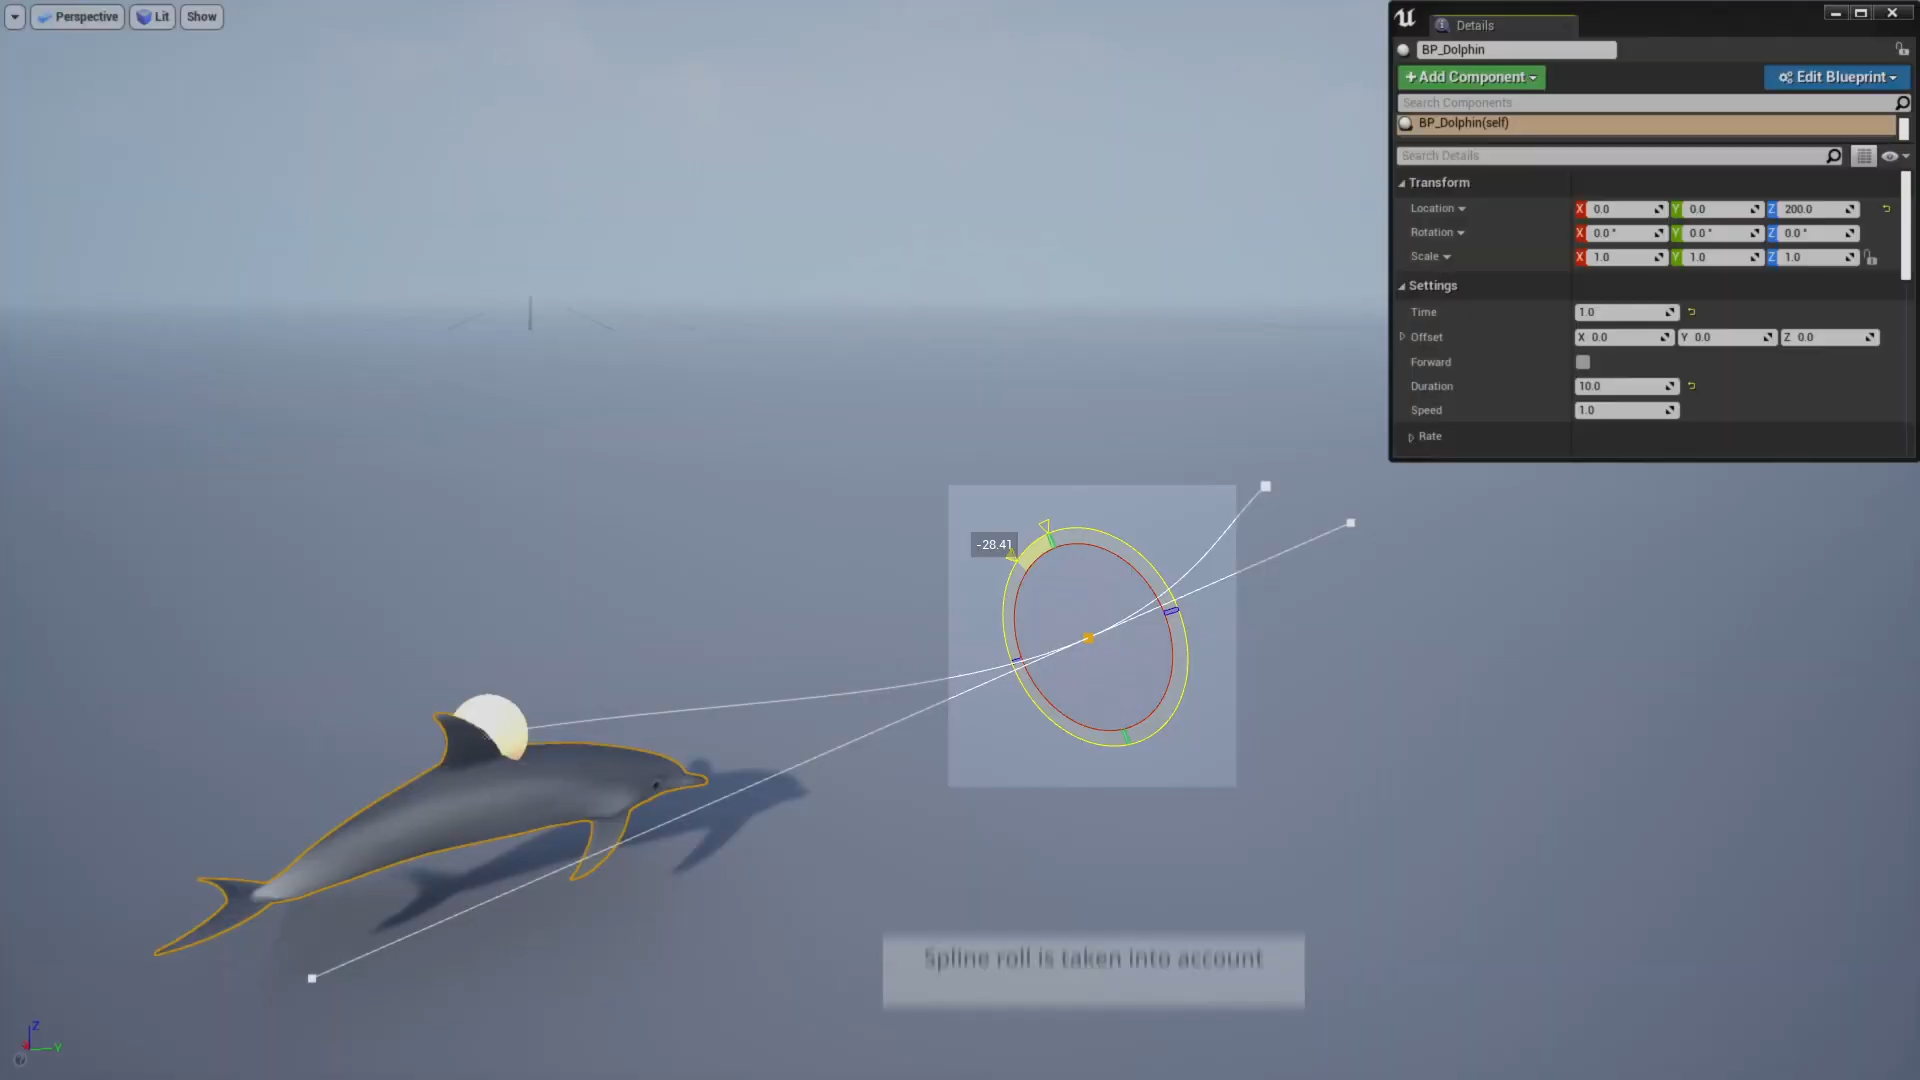 Perspective
Lit
Show
Details
BP_Dolphin
+Add Component
Edit Blueprint
Search Components
BP_Dolphin(self)
Search Details
Transform
Location X 0.0 Y 0.0 Z 200.0
Rotation X 0.0° Y 0.0° Z 0.0°
Scale X 1.0 Y 1.0 Z 1.0
Settings
Time 1.0
Offset X 0.0 Y 0.0 Z 0.0
Forward
Duration 10.0
Speed 1.0
Rate
-28.41
Spline roll is taken into account
Z
Y